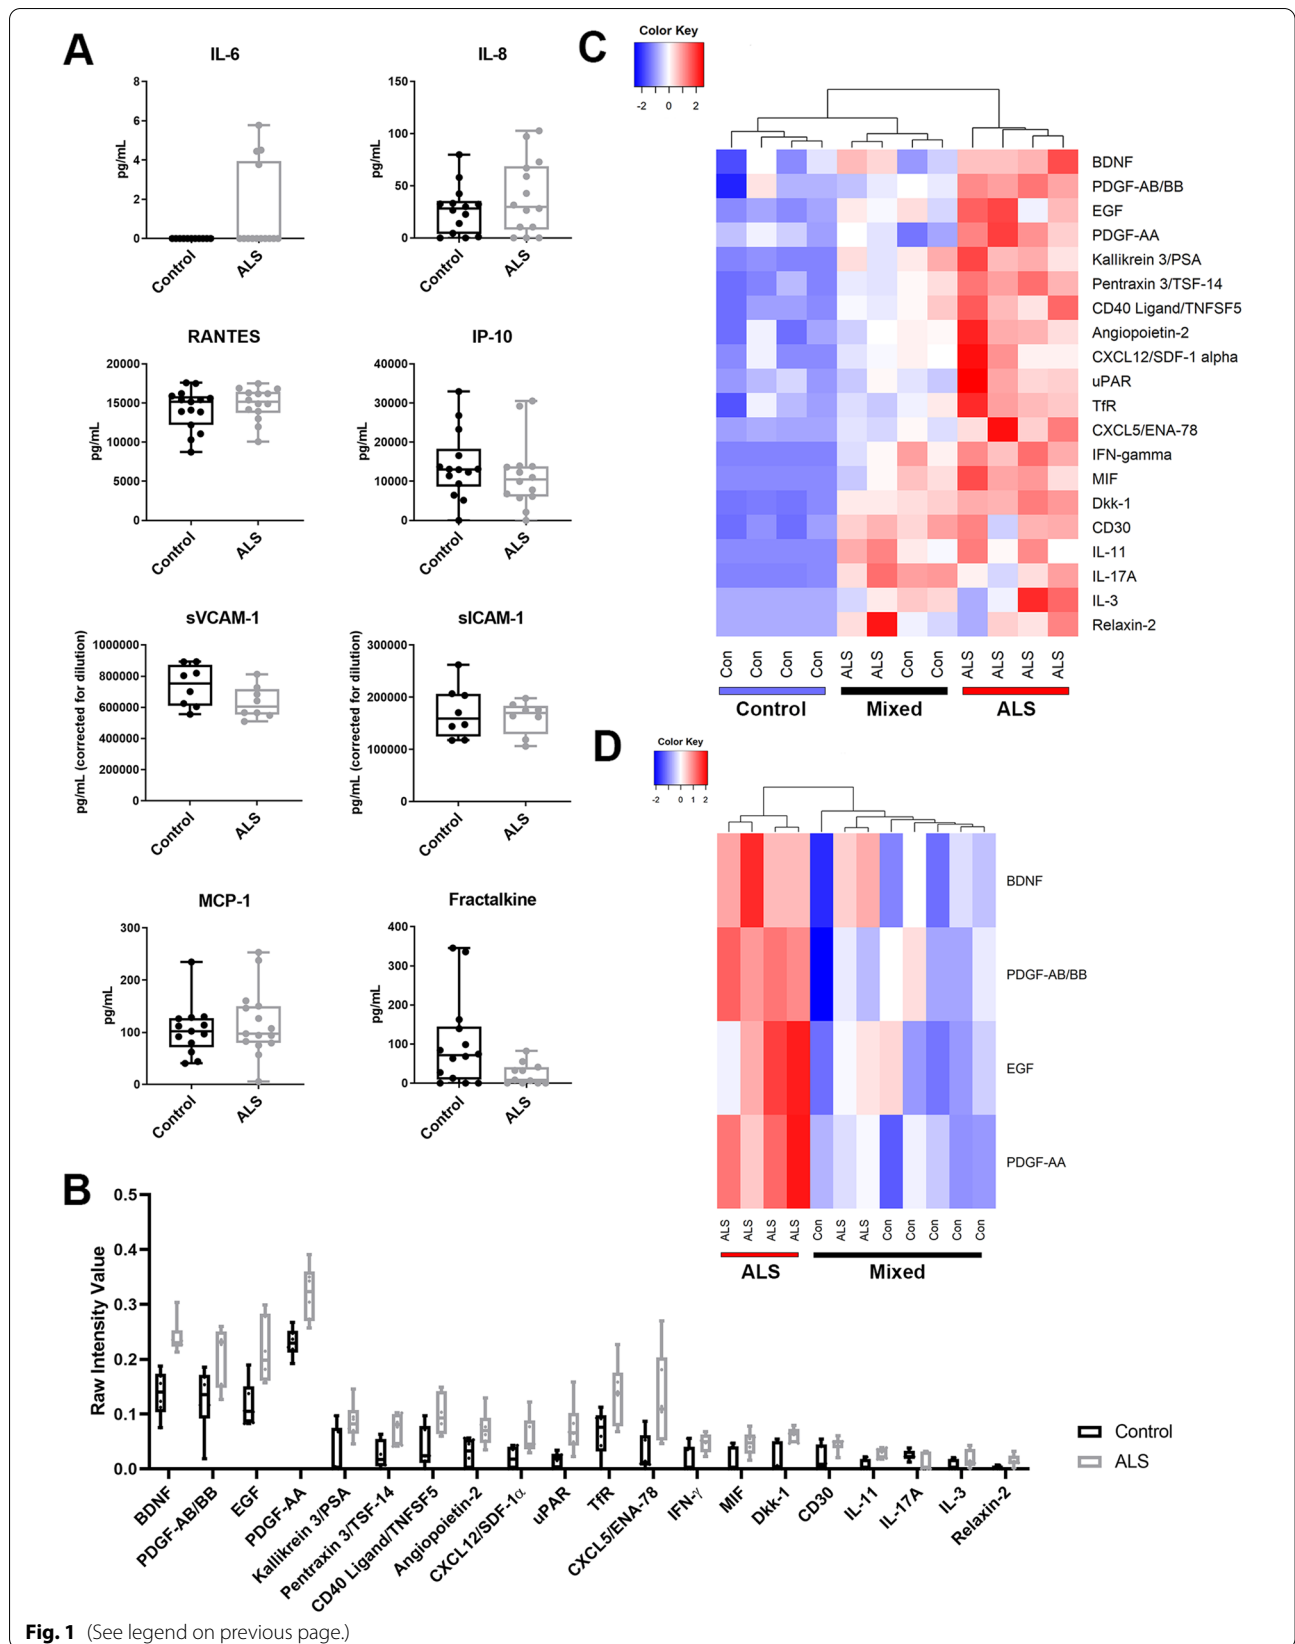 A
IL-6
pg/mL
8
6
4
2
0
Control
ALS
IL-8
pg/mL
150
100
50
0
Control
ALS
RANTES
pg/mL
20000
15000
10000
5000
0
Control
ALS
IP-10
pg/mL
40000
30000
20000
10000
0
Control
ALS
sVCAM-1
pg/mL (corrected for dilution)
1000000
800000
600000
400000
200000
0
Control
ALS
sICAM-1
pg/mL (corrected for dilution)
300000
200000
100000
0
Control
ALS
MCP-1
pg/mL
300
200
100
0
Control
ALS
Fractalkine
pg/mL
400
300
200
100
0
Control
ALS
C
Color Key
-2 0 2
BDNF
PDGF-AB/BB
EGF
PDGF-AA
Kallikrein 3/PSA
Pentraxin 3/TSF-14
CD40 Ligand/TNFSF5
Angiopoietin-2
CXCL12/SDF-1 alpha
uPAR
TfR
CXCL5/ENA-78
IFN-gamma
MIF
Dkk-1
CD30
IL-11
IL-17A
IL-3
Relaxin-2
Con Con Con Con ALS ALS Con Con ALS ALS ALS ALS
Control Mixed ALS
D
Color Key
-2 0 1 2
BDNF
PDGF-AB/BB
EGF
PDGF-AA
ALS ALS ALS ALS Con ALS ALS Con Con Con Con Con
ALS Mixed
B
Raw Intensity Value
0.5
0.4
0.3
0.2
0.1
0.0
BDNF
PDGF-AB/BB
EGF
PDGF-AA
Kallikrein 3/PSA
Pentraxin 3/TSF-14
CD40 Ligand/TNFSF5
Angiopoietin-2
CXCL12/SDF-1α
uPAR
TfR
CXCL5/ENA-78
IFN-γ
MIF
Dkk-1
CD30
IL-11
IL-17A
IL-3
Relaxin-2
Control
ALS
Fig. 1 (See legend on previous page.)